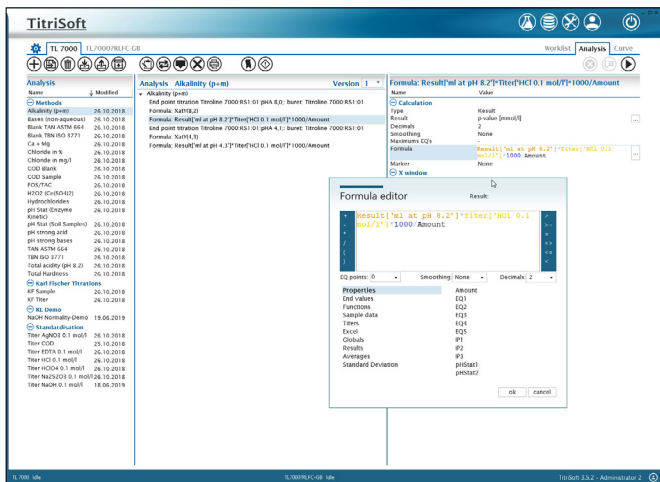 TitriSoft
TL 7000
TL70007RLFC-GB
Worklist
Analysis
Curve
Analysis
Name
Modified
Methods
Alkalinity (p+m) 26.10.2018
Bases (non-aqueous) 26.10.2018
Blank TAN ASTM 664 26.10.2018
Blank TBN ISO 3771 26.10.2018
Ca + Mg 26.10.2018
Chloride in % 26.10.2018
Chloride in mg/l 26.10.2018
COD Blank 26.10.2018
COD Sample 26.10.2018
FOS/TAC 26.10.2018
H2O2 (Ce(SO4)2) 26.10.2018
Hydrochlorides 26.10.2018
pH Stat (Enzyme Kinetic) 26.10.2018
pH Stat (Soil Samples) 26.10.2018
pH strong acid 26.10.2018
pH strong bases 26.10.2018
TAN ASTM 664 26.10.2018
TBN ISO 3771 26.10.2018
Total acidity (pH 8.2) 26.10.2018
Total Hardness 26.10.2018
Karl Fischer Titrations
KF Sample 26.10.2018
KF Titer 26.10.2018
RL Demo
NaOH Normality-Demo 19.06.2019
Standardisation
Titer AgNO3 0.1 mol/l 26.10.2018
Titer COD 25.10.2018
Titer EDTA 0.1 mol/l 26.10.2018
Titer HCl 0.1 mol/l 26.10.2018
Titer HClO4 0.1 mol/l 26.10.2018
Titer Na2S2O3 0.1 mol/l 26.10.2018
Titer NaOH 0.1 mol/l 18.06.2019
Analysis Alkalinity (p+m) Version 1
Alkalinity (p+m)
End point titration Titroline 7000:RS1:01:pHA 8,0;: buret: Titroline 7000:RS1:01
Formula: XatY(8,2)
Formula: Result['ml at pH 8.2']*Titer['HCl 0.1 mol/l']*1000/Amount
End point titration Titroline 7000:RS1:01:pHA 4,1;: buret: Titroline 7000:RS1:01
Formula: XatY(4,3)
Formula: Result['ml at pH 4.3']*Titer['HCl 0.1 mol/l']*1000/Amount
Formula: Result['ml at pH 8.2']*Titer['HCl 0.1 mol/l']*1000/Amount
Name Value
Calculation
Type Result
Result p-value [mmol/l] ...
Decimals 2
Smoothing None
Maximums EQ's -
Formula Result['ml at pH 8.2']*Titer['HCl 0.1
mol/l']*1000/Amount ...
Marker None
X window
Formula editor Result:
Result['ml at pH 8.2']*Titer['HCl 0.1
mol/l']*1000/Amount
+
-
*
/
(
)
>
>=
=
<>
<=
<
EQ points: 0 Smoothing: None Decimals: 2
Properties Amount
End values EQ1
Functions EQ2
Sample data EQ3
Titers EQ4
Excel EQ5
Globals IP1
Results IP2
Averages IP3
Standard Deviation pHStat1
pHStat2
ok cancel
TL 7000 Idle
TL70007RLFC-GB Idle
TitriSoft 3.5.2 - Administrator 2